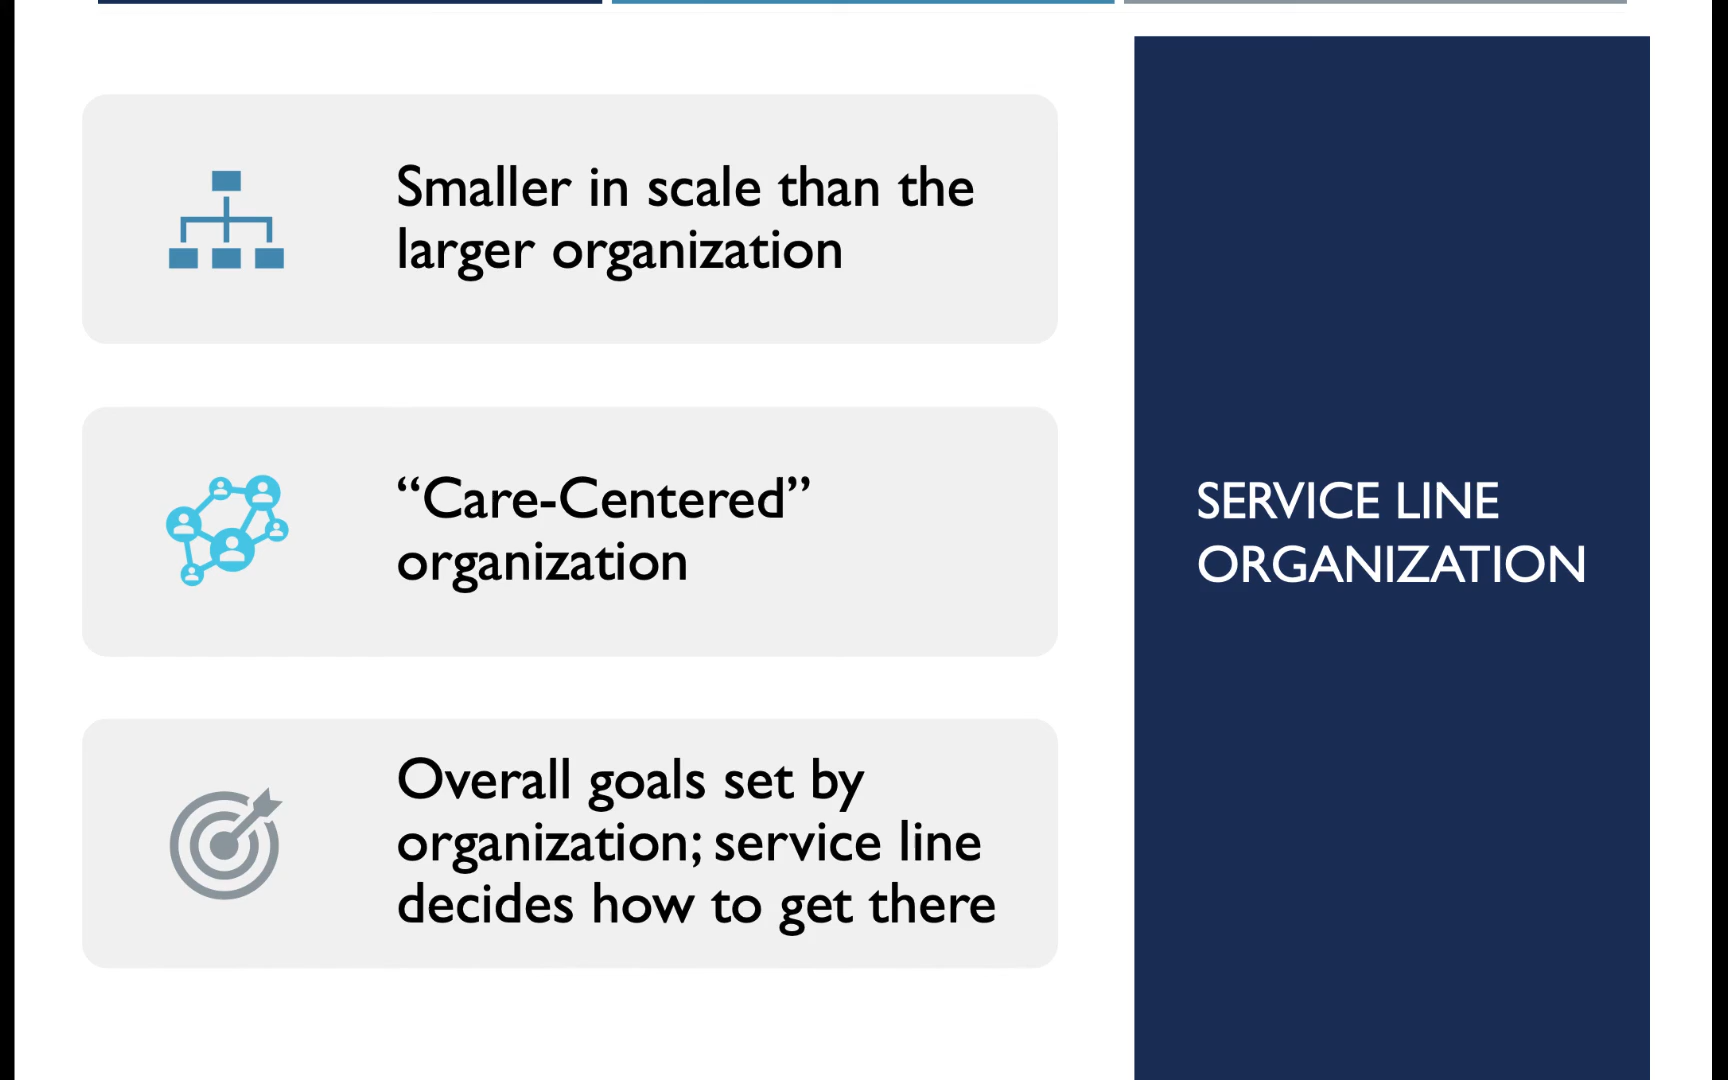 Smaller in scale than the
larger organization
“Care-Centered”
organization
Overall goals set by
organization; service line
decides how to get there
SERVICE LINE
ORGANIZATION